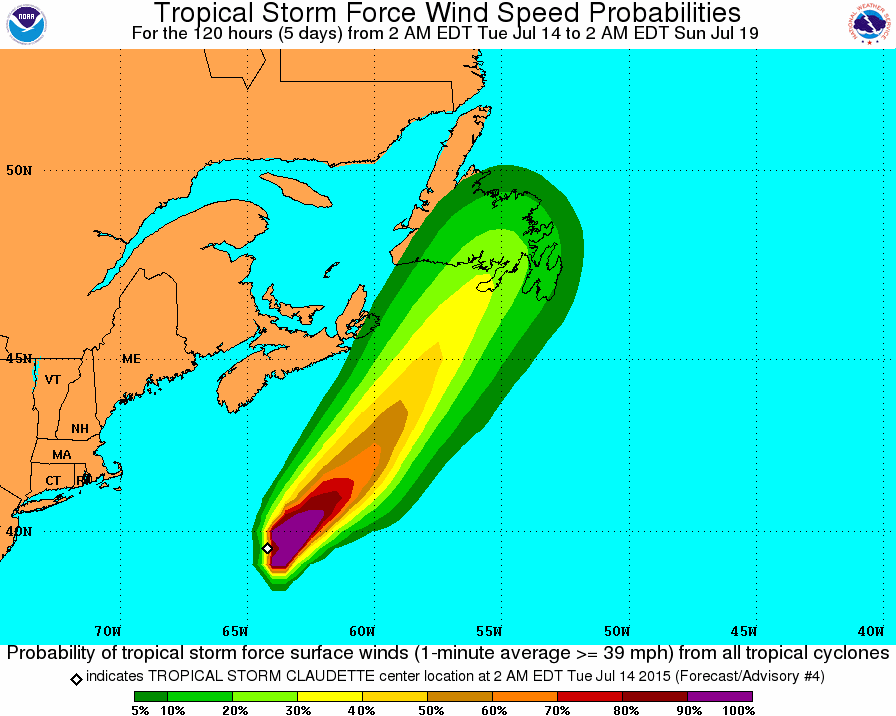 NOAA
Tropical Storm Force Wind Speed Probabilities
For the 120 hours (5 days) from 2 AM EDT Tue Jul 14 to 2 AM EDT Sun Jul 19
NATIONAL WEATHER SERVICE
50N
45N
ME
VT
NH
MA
CT RI
40N
70W 65W 60W 55W 50W 45W 40W
Probability of tropical storm force surface winds (1-minute average >= 39 mph) from all tropical cyclones
indicates TROPICAL STORM CLAUDETTE center location at 2 AM EDT Tue Jul 14 2015 (Forecast/Advisory #4)
5% 10% 20% 30% 40% 50% 60% 70% 80% 90% 100%